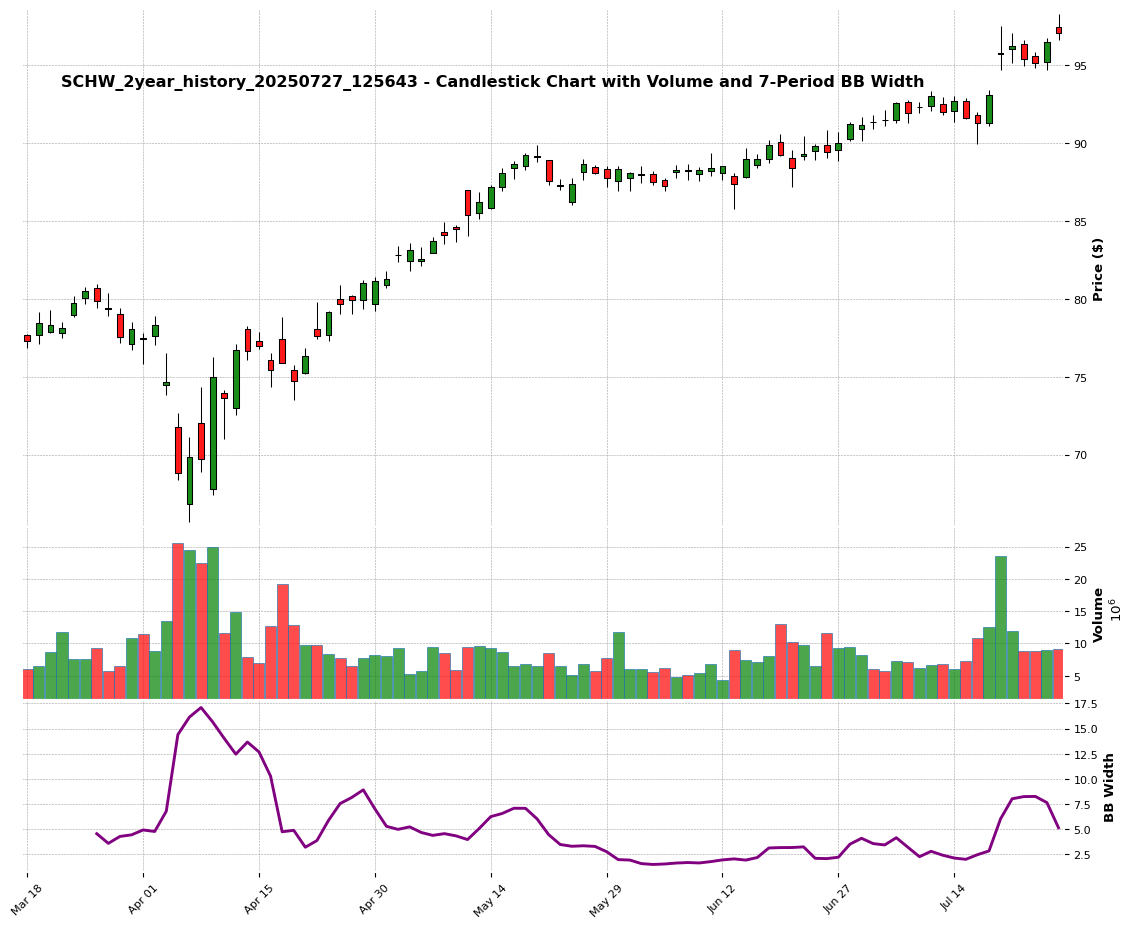 SCHW_2year_history_20250727_125643 - Candlestick Chart with Volume and 7-Period BB Width
95
90
85
80
75
70
Price ($)
25
20
15
10
5
Volume
10^6
17.5
15.0
12.5
10.0
7.5
5.0
2.5
BB Width
Mar 18
Apr 01
Apr 15
Apr 30
May 14
May 29
Jun 12
Jun 27
Jul 14